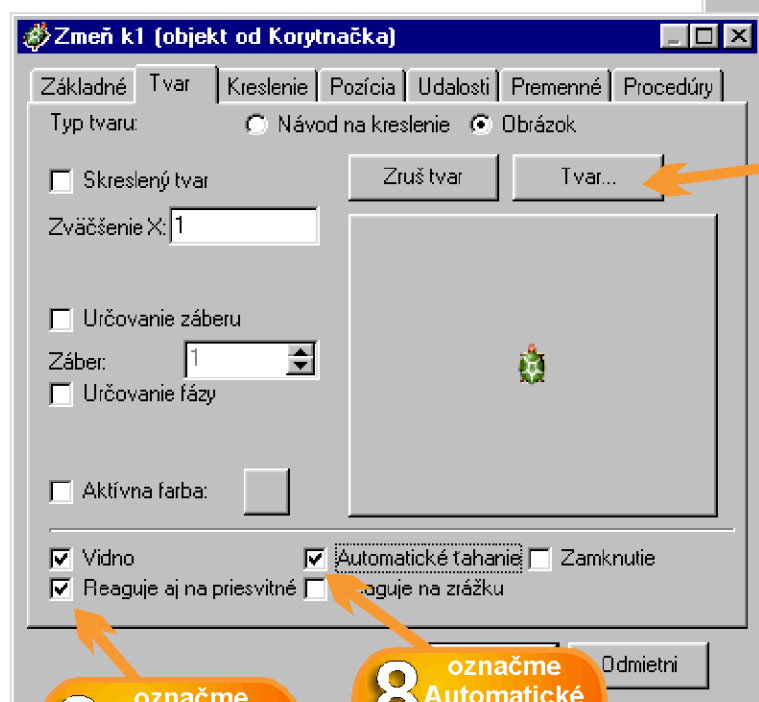 Zmeň k1 (objekt od Korytnačka)
Základné Tvar Kreslenie Pozícia Udalosti Premenné Procedúry
Typ tvaru: Návod na kreslenie Obrázok
Skreslený tvar Zruš tvar Tvar...
Zväčšenie X: 1
Určovanie záberu
Záber: 1
Určovanie fázy
Aktívna farba:
Vidno Automatické ťahanie Zamknutie
Reaguje aj na priesvitné na zrážku
Odmietni
8 označme
Automatické
označme